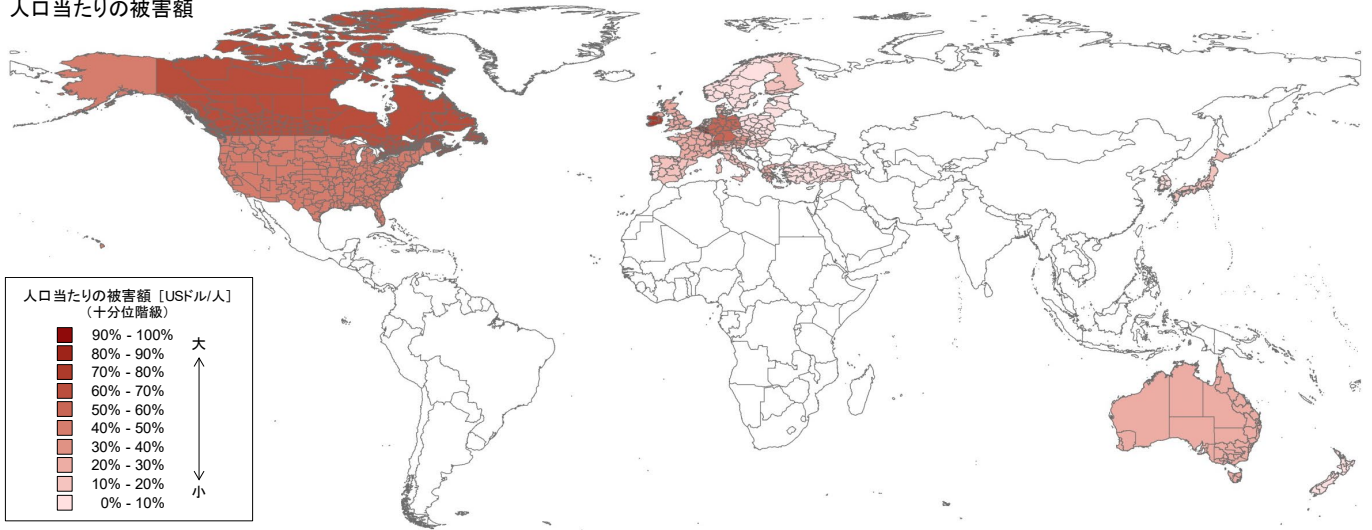 人口当たりの被害額
人口当たりの被害額 [USドル/人]
（十分位階級）
90% - 100%
大
80% - 90%
70% - 80%
60% - 70%
50% - 60%
40% - 50%
30% - 40%
20% - 30%
10% - 20%
小
0% - 10%